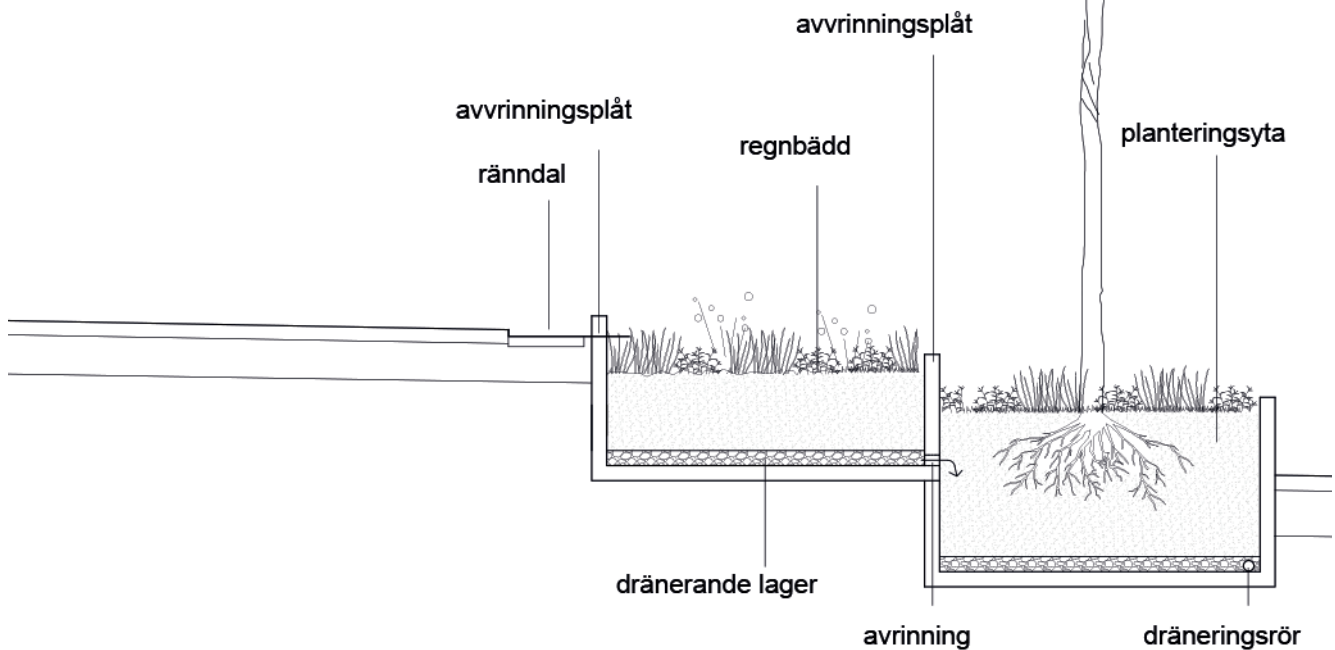 avvrinningsplåt
avvrinningsplåt
planteringsyta
regnbädd
ränndal
dränerande lager
avrinning
dräneringsrör